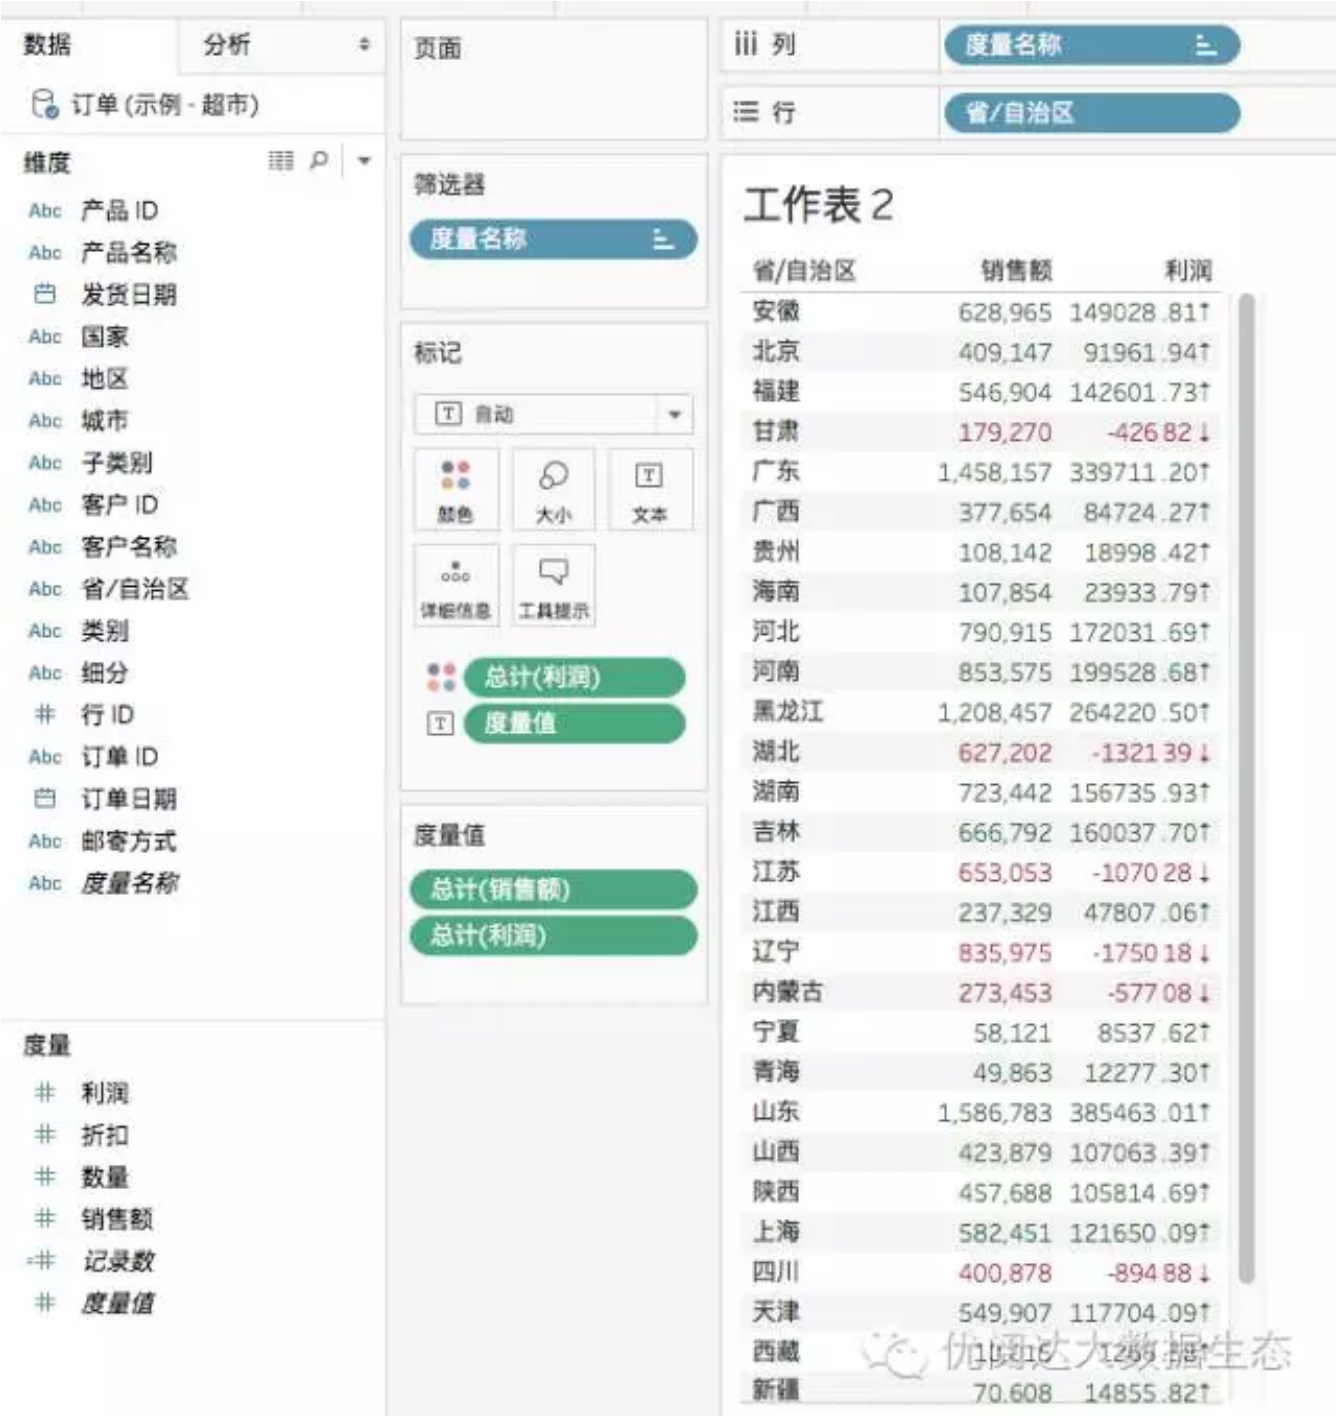 数据
分析
订单 (示例 - 超市)
维度
Abc 产品 ID
Abc 产品名称
发货日期
Abc 国家
Abc 地区
Abc 城市
Abc 子类别
Abc 客户 ID
Abc 客户名称
Abc 省/自治区
Abc 类别
Abc 细分
# 行 ID
Abc 订单 ID
订单日期
Abc 邮寄方式
Abc 度量名称
度量
# 利润
# 折扣
# 数量
# 销售额
=# 记录数
# 度量值
页面
筛选器
度量名称
标记
T 自动
颜色 大小 T 文本
详细信息 工具提示
总计(利润)
T 度量值
度量值
总计(销售额)
总计(利润)
iii 列 度量名称
行 省/自治区
工作表 2
省/自治区 销售额 利润
安徽 628,965 149028.81↑
北京 409,147 91961.94↑
福建 546,904 142601.73↑
甘肃 179,270 -426 82↓
广东 1,458,157 339711.20↑
广西 377,654 84724.27↑
贵州 108,142 18998.42↑
海南 107,854 23933.79↑
河北 790,915 172031.69↑
河南 853,575 199528.68↑
黑龙江 1,208,457 264220.50↑
湖北 627,202 -1321 39↓
湖南 723,442 156735.93↑
吉林 666,792 160037.70↑
江苏 653,053 -1070 28↓
江西 237,329 47807.06↑
辽宁 835,975 -1750 18↓
内蒙古 273,453 -577 08↓
宁夏 58,121 8537.62↑
青海 49,863 12277.30↑
山东 1,586,783 385463.01↑
山西 423,879 107063.39↑
陕西 457,688 105814.69↑
上海 582,451 121650.09↑
四川 400,878 -894 88↓
天津 549,907 117704.09↑
西藏
优阅达大数据生态
新疆 70,608 14855.82↑